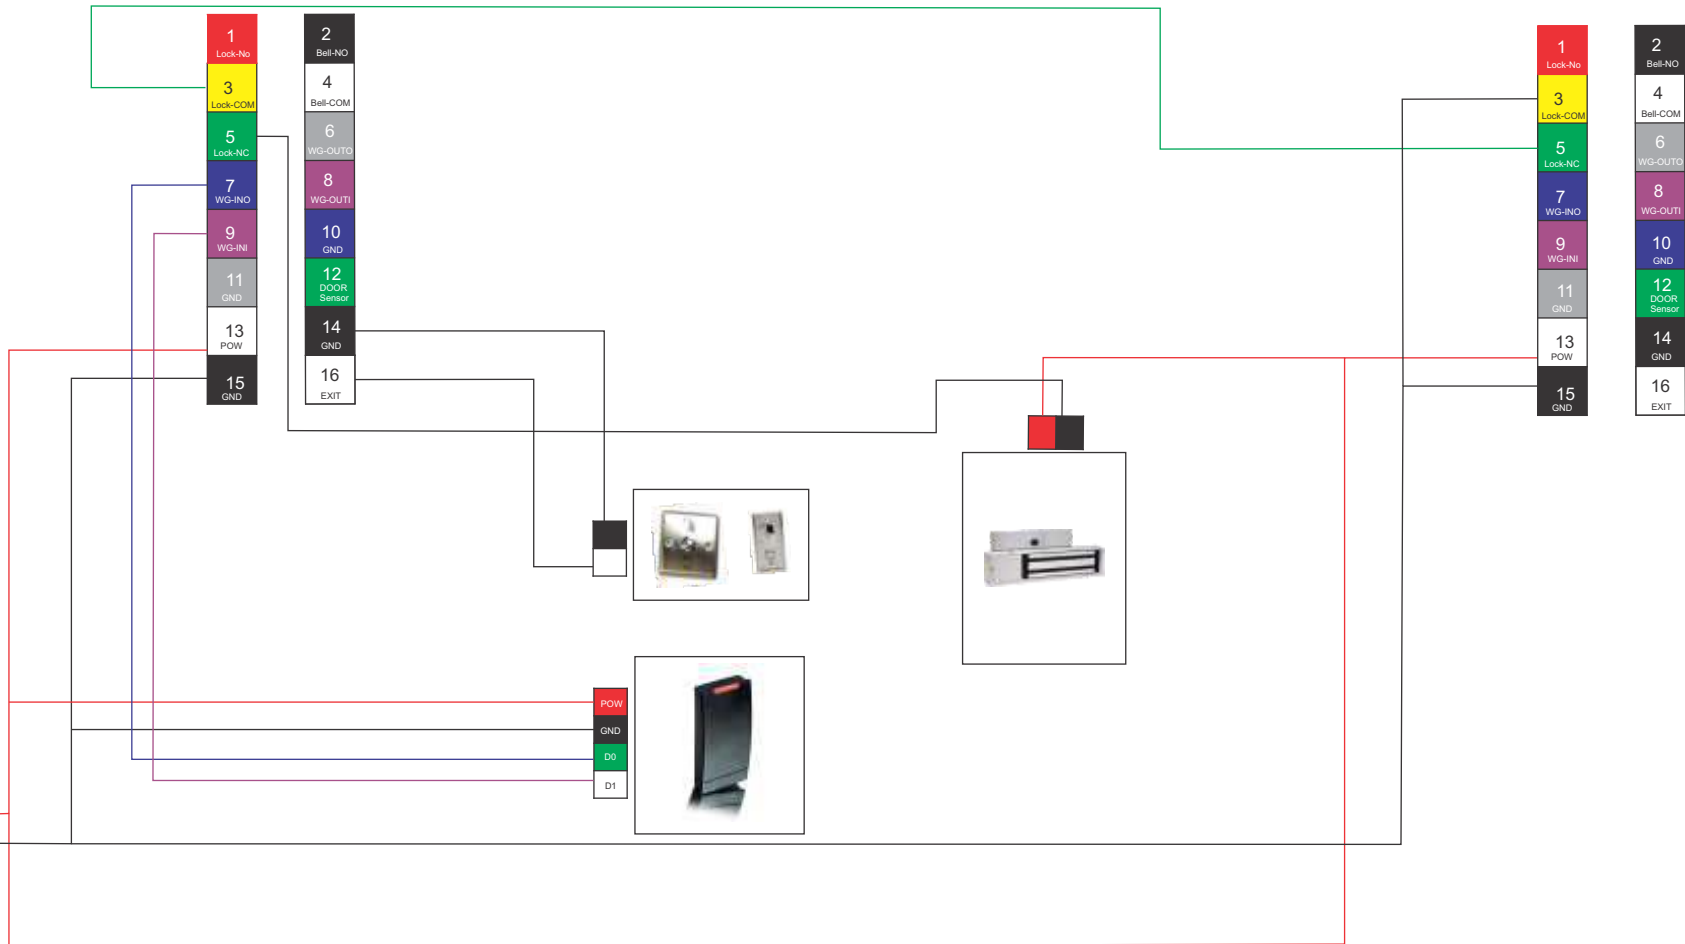 1
Lock-No
3
Lock-COM
5
Lock-NC
7
WG-INO
9
WG-INI
11
GND
13
POW
15
GND
2
Bell-NO
4
Bell-COM
6
WG-OUTO
8
WG-OUTI
10
GND
12
DOOR
Sensor
14
GND
16
EXIT
POW
GND
D0
D1
1
Lock-No
3
Lock-COM
5
Lock-NC
7
WG-INO
9
WG-INI
11
GND
13
POW
15
GND
2
Bell-NO
4
Bell-COM
6
WG-OUTO
8
WG-OUTI
10
GND
12
DOOR
Sensor
14
GND
16
EXIT